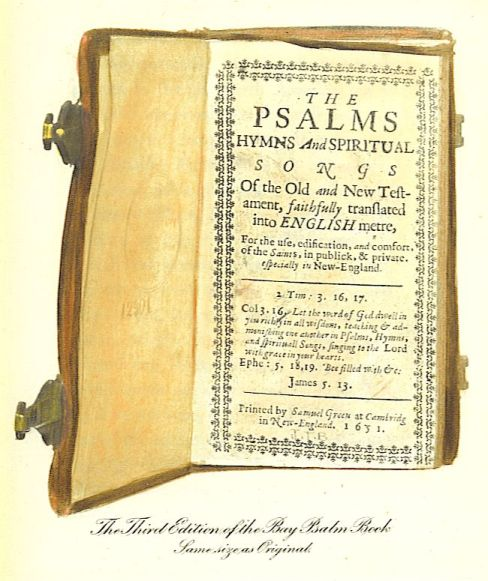 THE
PSALMS
HYMNS And SPIRITUAL
SONGS
Of the Old and New Test-
ament, faithfully translated
into ENGLISH metre,
For the use, edification, and comfort
of the Saints, in publick, & private.
especially in New-England.
2 Tim: 3. 16, 17.
Col 3. 16, Let the word of God dwell in
you richly in all wisdom, teaching & ad-
monishing one another in Psalms, Hymns,
and spirituall Songs, singing to the Lord
with grace in your hearts.
Ephe: 5, 18,19. Bee filled with &c:
James 5. 13.
Printed by Samuel Green at Cambridg
in New-England. 1651.
The Third Edition of the Bay Psalm Book
Same size as Original.